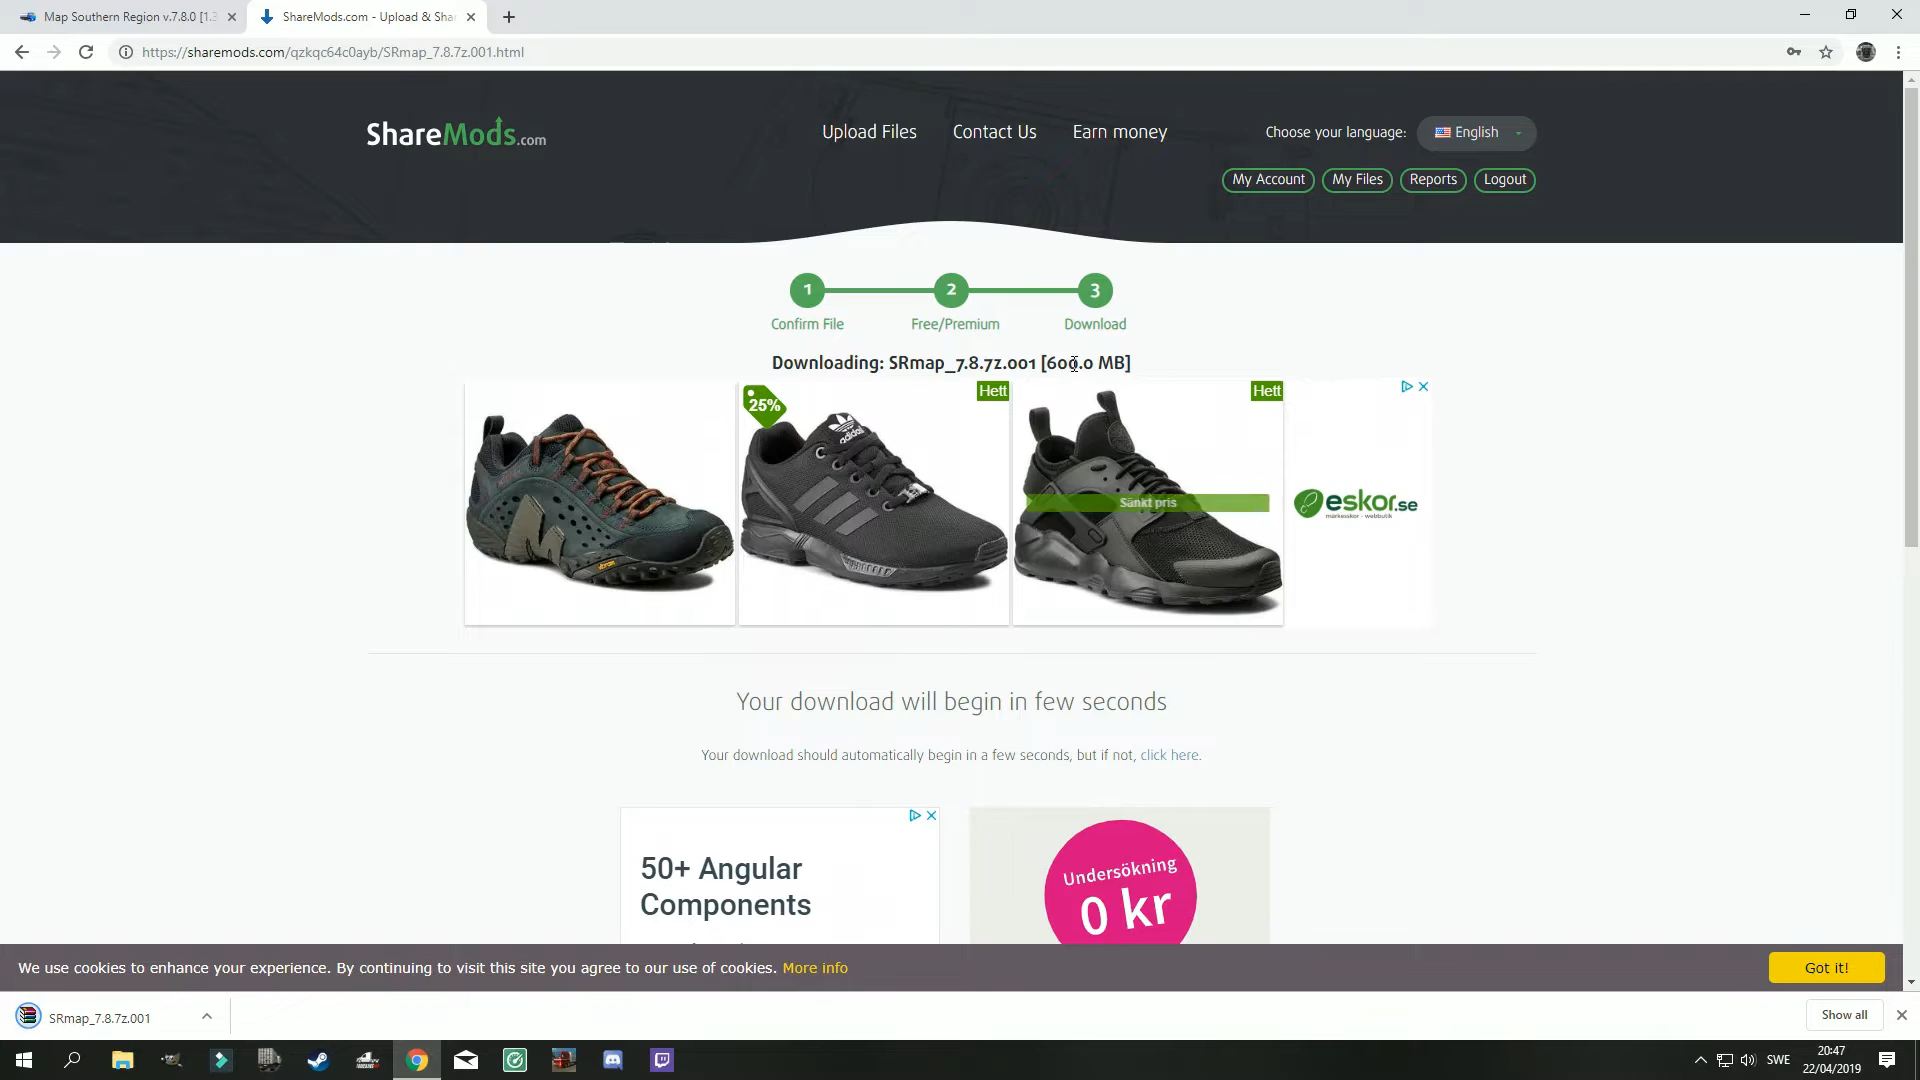 Map Southern Region v.7.8.0 [1.3
ShareMods.com - Upload & Shar
https://sharemods.com/qzkqc64c0ayb/SRmap_7.8.7z.001.html
ShareMods.com
Upload Files
Contact Us
Earn money
Choose your language:
English
My Account
My Files
Reports
Logout
1
2
3
Confirm File
Free/Premium
Download
Downloading: SRmap_7.8.7z.001 [600.0 MB]
25%
Hett
Hett
adidas
Sänkt pris
eskor.se
märkesskor - webbutik
vibram
Your download will begin in few seconds
Your download should automatically begin in a few seconds, but if not, click here.
50+ Angular
Components
Undersökning
0 kr
We use cookies to enhance your experience. By continuing to visit this site you agree to our use of cookies. More info
Got it!
SRmap_7.8.7z.001
Show all
SWE
20:47
22/04/2019